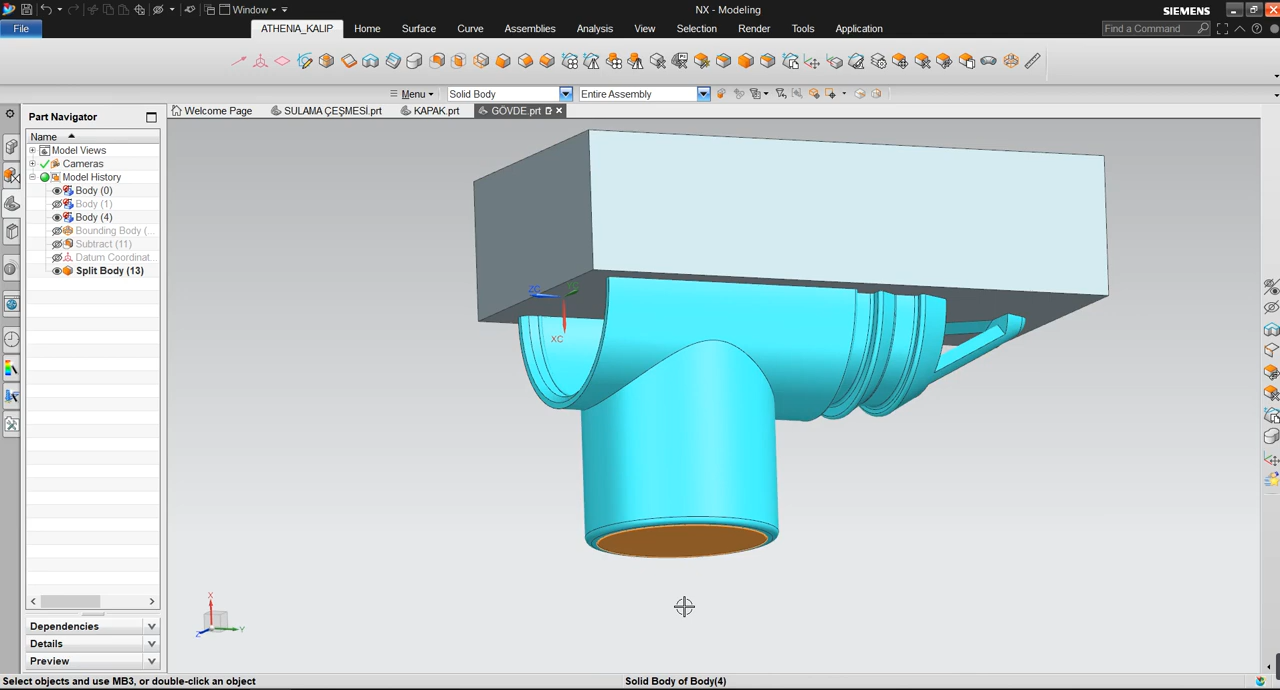 Window
NX - Modeling
SIEMENS
File
ATHENIA_KALIP
Home
Surface
Curve
Assemblies
Analysis
View
Selection
Render
Tools
Application
Find a Command
Menu
Solid Body
Entire Assembly
Part Navigator
Welcome Page
SULAMA ÇEŞMESİ.prt
KAPAK.prt
GÖVDE.prt
Name
Model Views
Cameras
Model History
Body (0)
Body (1)
Body (4)
Bounding Body (...
Subtract (11)
Datum Coordinat...
Split Body (13)
ZC
XC
X
Y
Z
Dependencies
Details
Preview
Select objects and use MB3, or double-click an object
Solid Body of Body(4)